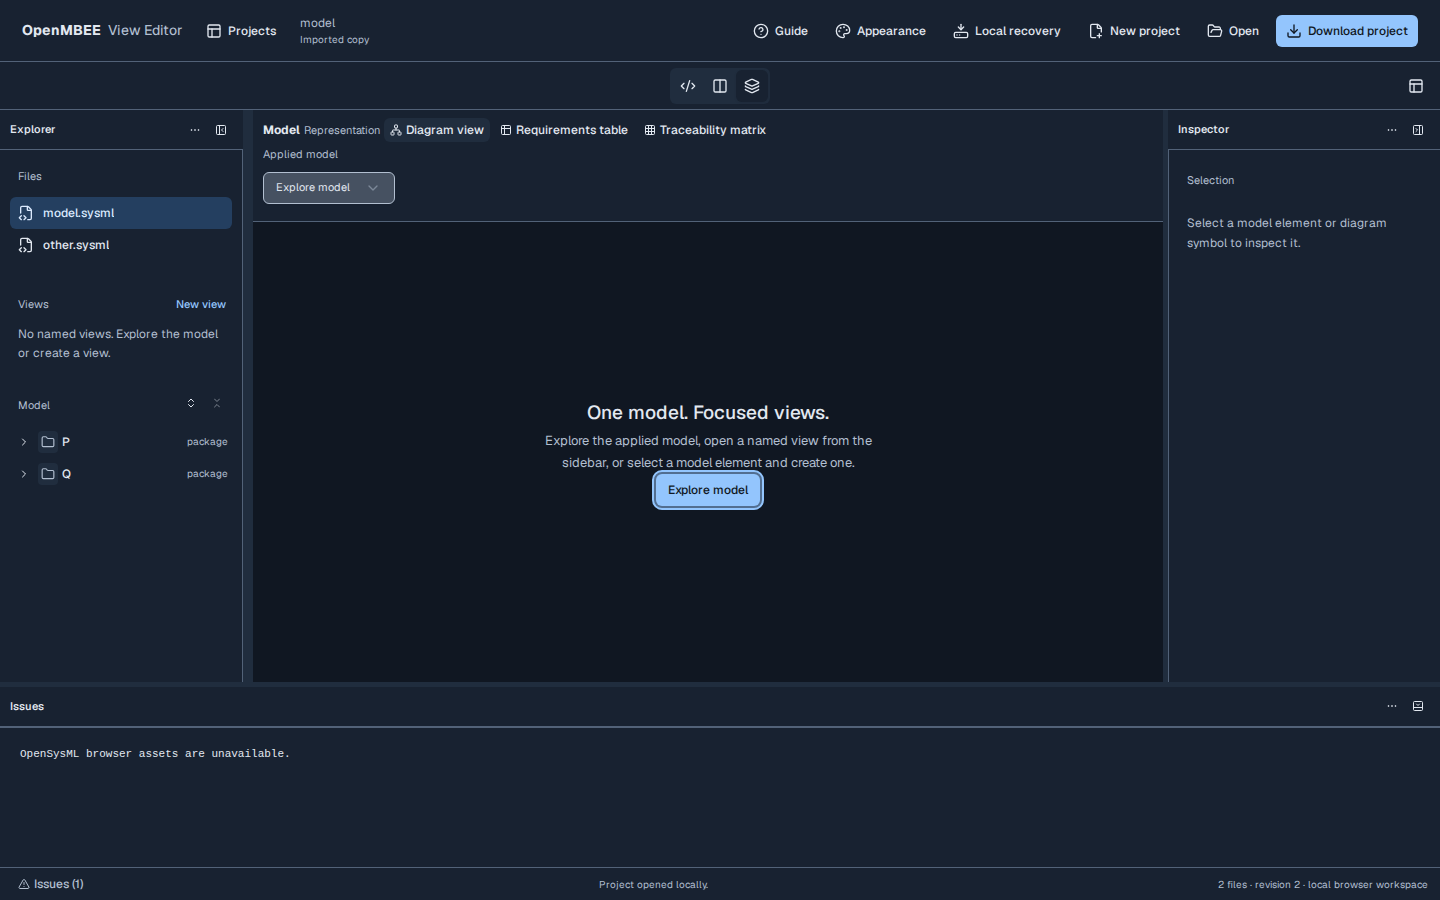 OpenMBEE View Editor
Projects
model
Imported copy
Guide
Appearance
Local recovery
New project
Open
Download project
Explorer
Files
model.sysml
other.sysml
Views
New view
No named views. Explore the model
or create a view.
Model
P package
Q package
Model Representation Diagram view Requirements table Traceability matrix
Applied model
Explore model
One model. Focused views.
Explore the applied model, open a named view from the
sidebar, or select a model element and create one.
Explore model
Inspector
Selection
Select a model element or diagram
symbol to inspect it.
Issues
OpenSysML browser assets are unavailable.
Issues (1)
Project opened locally.
2 files · revision 2 · local browser workspace